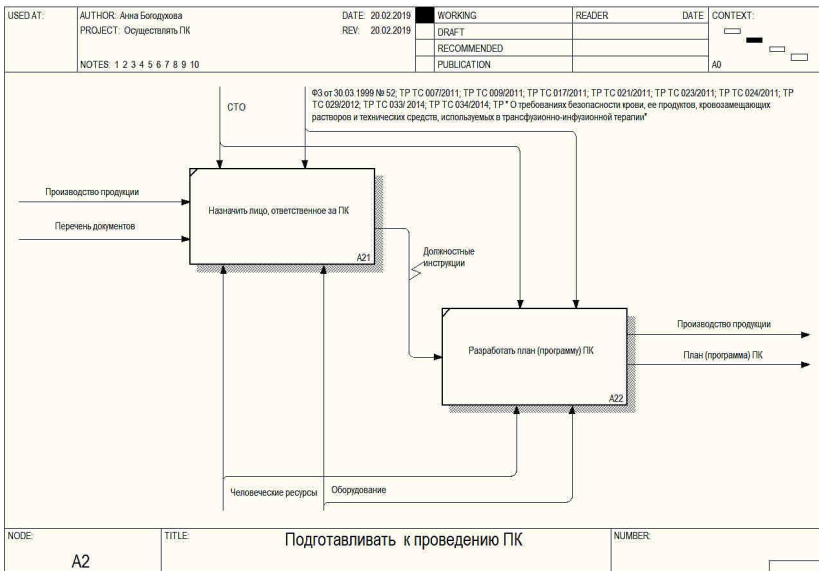 USED AT:
AUTHOR: Анна Богодухова
DATE: 20.02.2019
WORKING
READER
DATE
CONTEXT:
PROJECT: Осуществлять ПК
REV: 20.02.2019
DRAFT
RECOMMENDED
NOTES: 1 2 3 4 5 6 7 8 9 10
PUBLICATION
A0
СТО
ФЗ от 30.03.1999 № 52; ТР ТС 007/2011; ТР ТС 009/2011; ТР ТС 017/2011; ТР ТС 021/2011; ТР ТС 023/2011; ТР ТС 024/2011; ТР
ТС 029/2012; ТР ТС 033/ 2014; ТР ТС 034/2014; ТР " О требованиях безопасности крови, ее продуктов, кровозамещающих
растворов и технических средств, используемых в трансфузионно-инфузионной терапии"
Производство продукции
Перечень документов
Назначить лицо, ответственное за ПК
A21
Должностные
инструкции
Разработать план (программу) ПК
A22
Производство продукции
План (программа) ПК
Человеческие ресурсы
Оборудование
NODE:
TITLE:
Подготавливать к проведению ПК
NUMBER:
A2